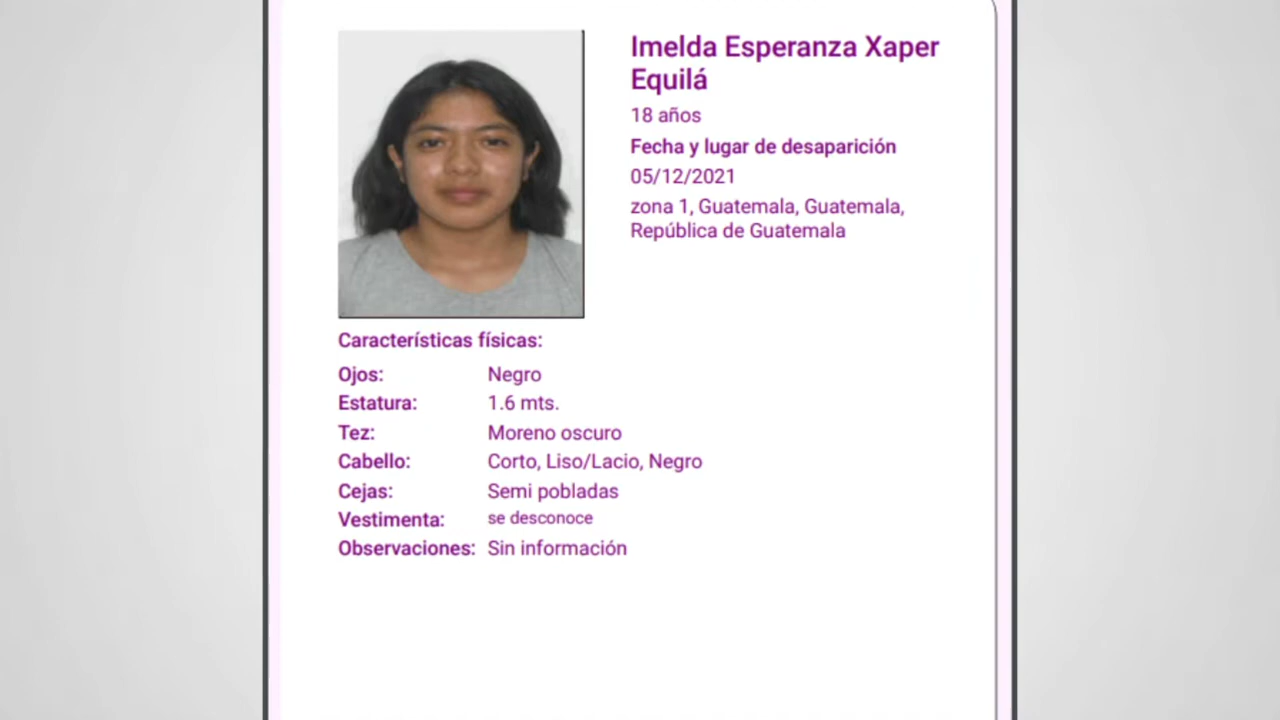 Imelda Esperanza Xaper
Equilá
18 años
Fecha y lugar de desaparición
05/12/2021
zona 1, Guatemala, Guatemala,
República de Guatemala
Características físicas:
Ojos: Negro
Estatura: 1.6 mts.
Tez: Moreno oscuro
Cabello: Corto, Liso/Lacio, Negro
Cejas: Semi pobladas
Vestimenta: se desconoce
Observaciones: Sin información